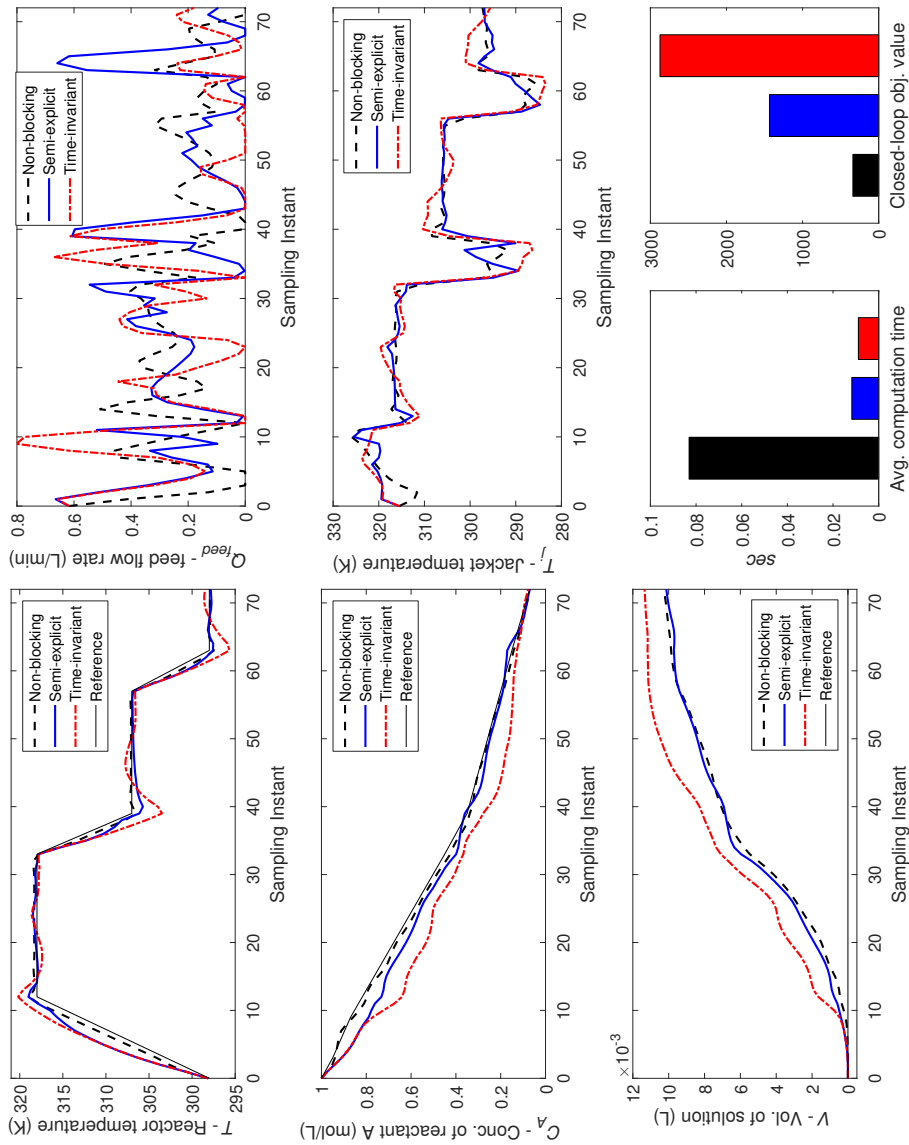 T - Reactor temperature (K)
320
315
310
305
300
295
0
10
20
30
40
50
60
70
Sampling Instant
Non-blocking
Semi-explicit
Time-invariant
Reference
Q_feed - feed flow rate (L/min)
0.8
0.6
0.4
0.2
0
0
10
20
30
40
50
60
70
Sampling Instant
Non-blocking
Semi-explicit
Time-invariant
C_A - Conc. of reactant A (mol/L)
1
0.8
0.6
0.4
0.2
0
0
10
20
30
40
50
60
70
Sampling Instant
Non-blocking
Semi-explicit
Time-invariant
Reference
T_j - Jacket temperature (K)
330
320
310
300
290
280
0
10
20
30
40
50
60
70
Sampling Instant
Non-blocking
Semi-explicit
Time-invariant
×10^-3
V - Vol. of solution (L)
12
10
8
6
4
2
0
0
10
20
30
40
50
60
70
Sampling Instant
Non-blocking
Semi-explicit
Time-invariant
Reference
sec
0.1
0.08
0.06
0.04
0.02
0
Avg. computation time
3000
2000
1000
0
Closed-loop obj. value